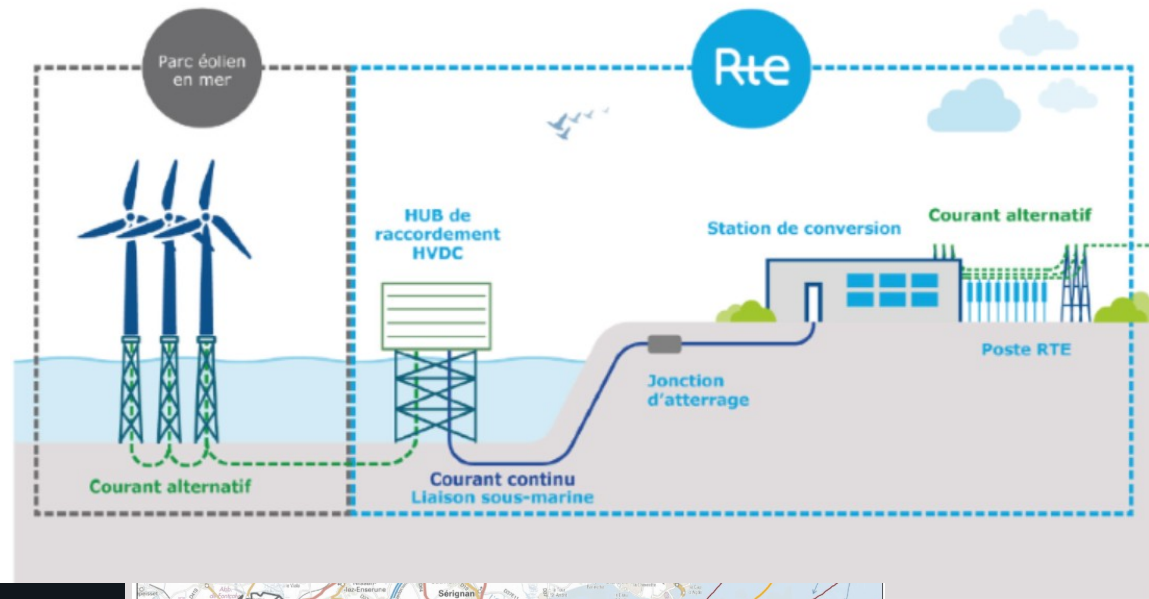 Parc éolien
en mer
Rte
HUB de
raccordement
HVDC
Station de conversion
Courant alternatif
Poste RTE
Jonction
d'atterrage
Courant alternatif
Courant continu
Liaison sous-marine
Sérignan